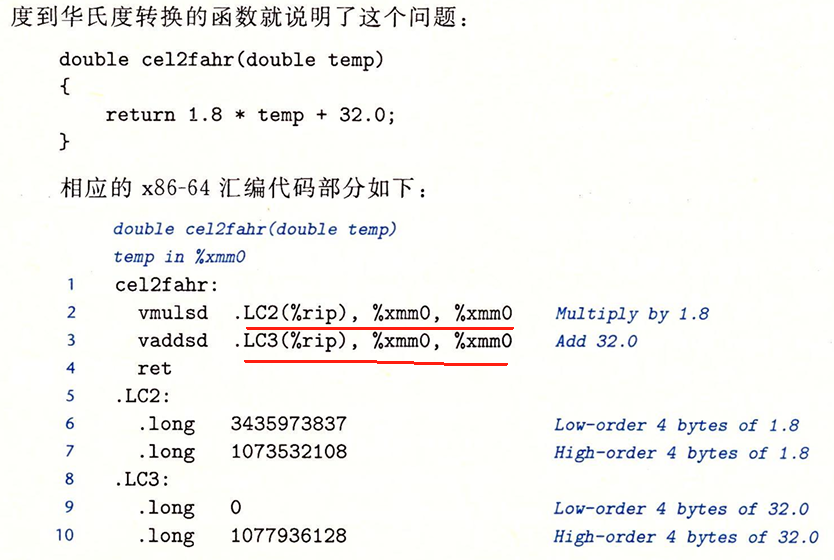 度到华氏度转换的函数就说明了这个问题：
double cel2fahr(double temp)
{
return 1.8 * temp + 32.0;
}
相应的 x86-64 汇编代码部分如下：
double cel2fahr(double temp)
temp in %xmm0
1 cel2fahr:
2 vmulsd .LC2(%rip), %xmm0, %xmm0 Multiply by 1.8
3 vaddsd .LC3(%rip), %xmm0, %xmm0 Add 32.0
4 ret
5 .LC2:
6 .long 3435973837 Low-order 4 bytes of 1.8
7 .long 1073532108 High-order 4 bytes of 1.8
8 .LC3:
9 .long 0 Low-order 4 bytes of 32.0
10 .long 1077936128 High-order 4 bytes of 32.0